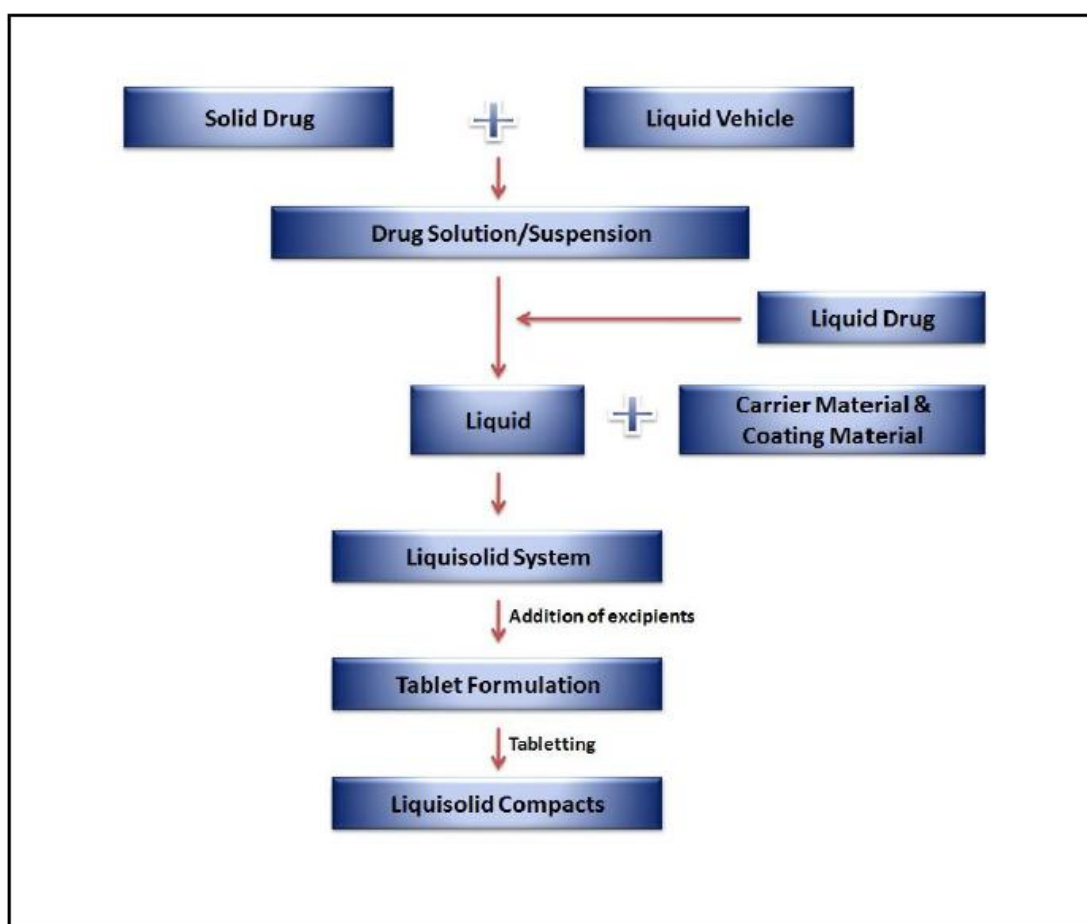 Solid Drug
Liquid Vehicle
Drug Solution/Suspension
Liquid Drug
Liquid
Carrier Material &
Coating Material
Liquisolid System
Addition of excipients
Tablet Formulation
Tabletting
Liquisolid Compacts